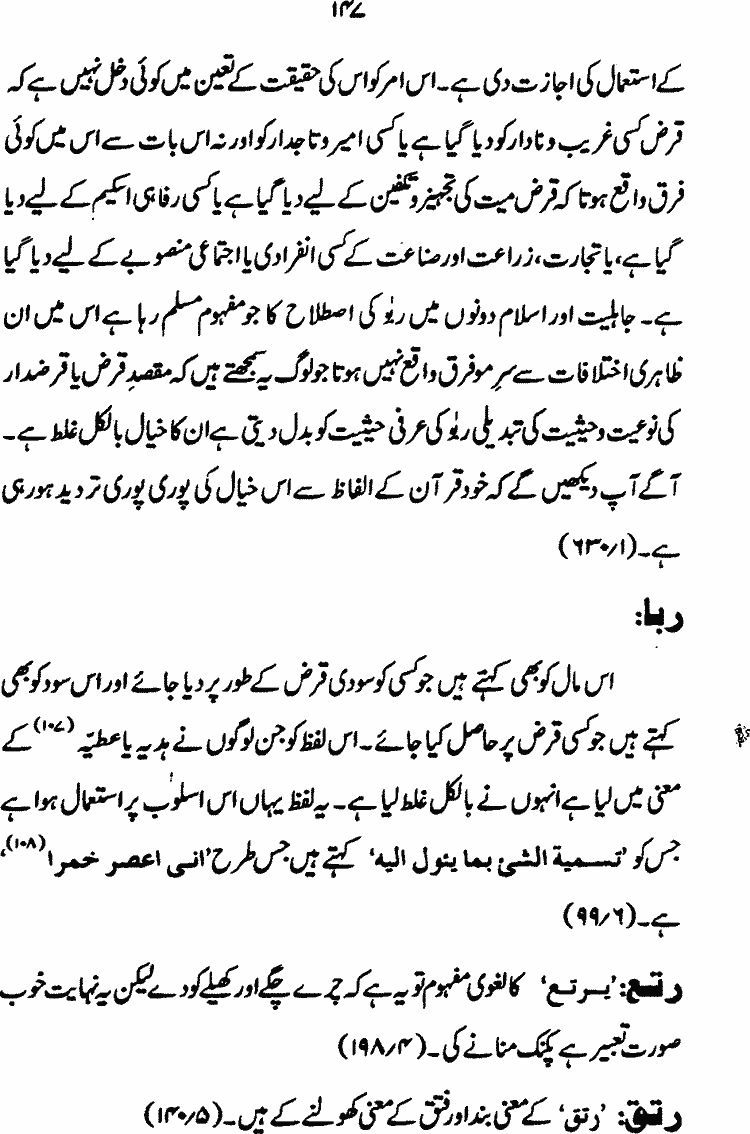 ۱۴۷
کے استعمال کی اجازت دی ہے۔ اس امر کو اس کی حقیقت کے تعین میں کوئی دخل نہیں ہے کہ
قرض کسی غریب و نادار کو دیا گیا ہے یا کسی امیر و تاجدار کو اور نہ اس بات سے اس میں کوئی
فرق واقع ہوتا کہ قرض میت کی تجہیز و تکفین کے لیے دیا گیا ہے یا کسی رفاہی اسکیم کے لیے دیا
گیا ہے، یا تجارت، زراعت اور صناعت کے کسی انفرادی یا اجتماعی منصوبے کے لیے دیا گیا
ہے۔ جاہلیت اور اسلام دونوں میں ربٰو کی اصطلاح کا جو مفہوم مسلم رہا ہے اس میں ان
ظاہری اختلافات سے سرِ مو فرق واقع نہیں ہوتا جو لوگ یہ سمجھتے ہیں کہ مقصدِ قرض یا قرضدار
کی نوعیت و حیثیت کی تبدیلی ربٰو کی عرفی حیثیت کو بدل دیتی ہے ان کا خیال بالکل غلط ہے۔
آگے آپ دیکھیں گے کہ خود قرآن کے الفاظ سے اس خیال کی پوری پوری تردید ہو رہی
ہے۔ (۶۳۰/۱)
ربا:
اس مال کو بھی کہتے ہیں جو کسی کو سودی قرض کے طور پر دیا جائے اور اس سود کو بھی
کہتے ہیں جو کسی قرض پر حاصل کیا جائے۔ اس لفظ کو جن لوگوں نے ہدیہ یا عطیّہ (۱۰۷) کے
معنی میں لیا ہے انہوں نے بالکل غلط لیا ہے۔ یہ لفظ یہاں اس اسلوب پر استعمال ہوا ہے
جس کو ’تسمية الشئ بما ينول اليه‘ کہتے ہیں جس طرح ’انی اعصر خمرا (۱۰۸)‘
ہے۔ (۹۹/۶)
رتع: ’یرتع‘ کا لغوی مفہوم تو یہ ہے کہ چرے چگے اور کھیلے کودے لیکن یہ نہایت خوب
صورت تعبیر ہے پکنک منانے کی۔ (۱۹۸/۴)
رتق: ’رتق‘ کے معنی بند اور فتق کے معنی کھولنے کے ہیں۔ (۱۴۰/۵)